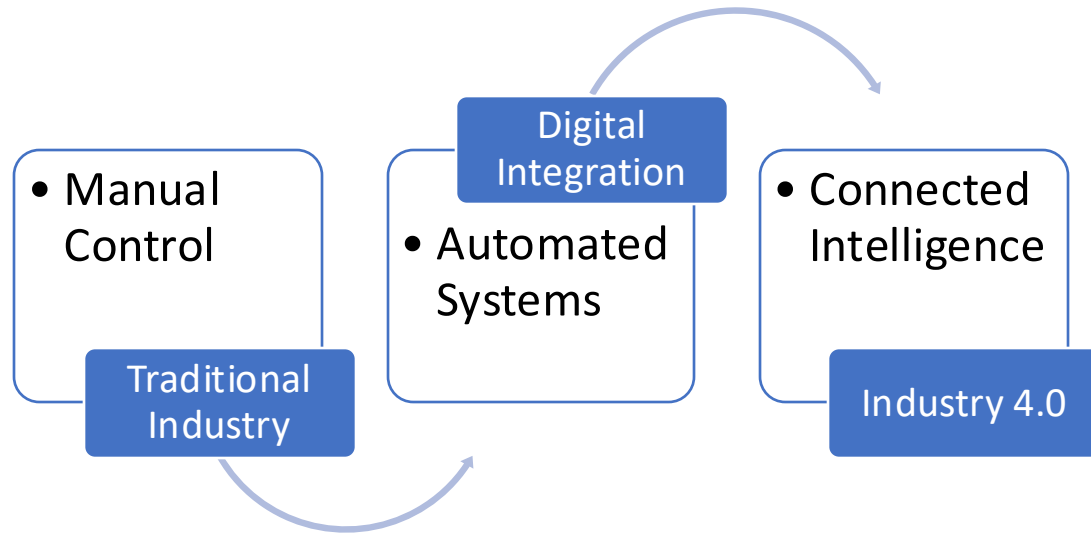 • Manual
Control
Traditional
Industry
Digital
Integration
• Automated
Systems
• Connected
Intelligence
Industry 4.0